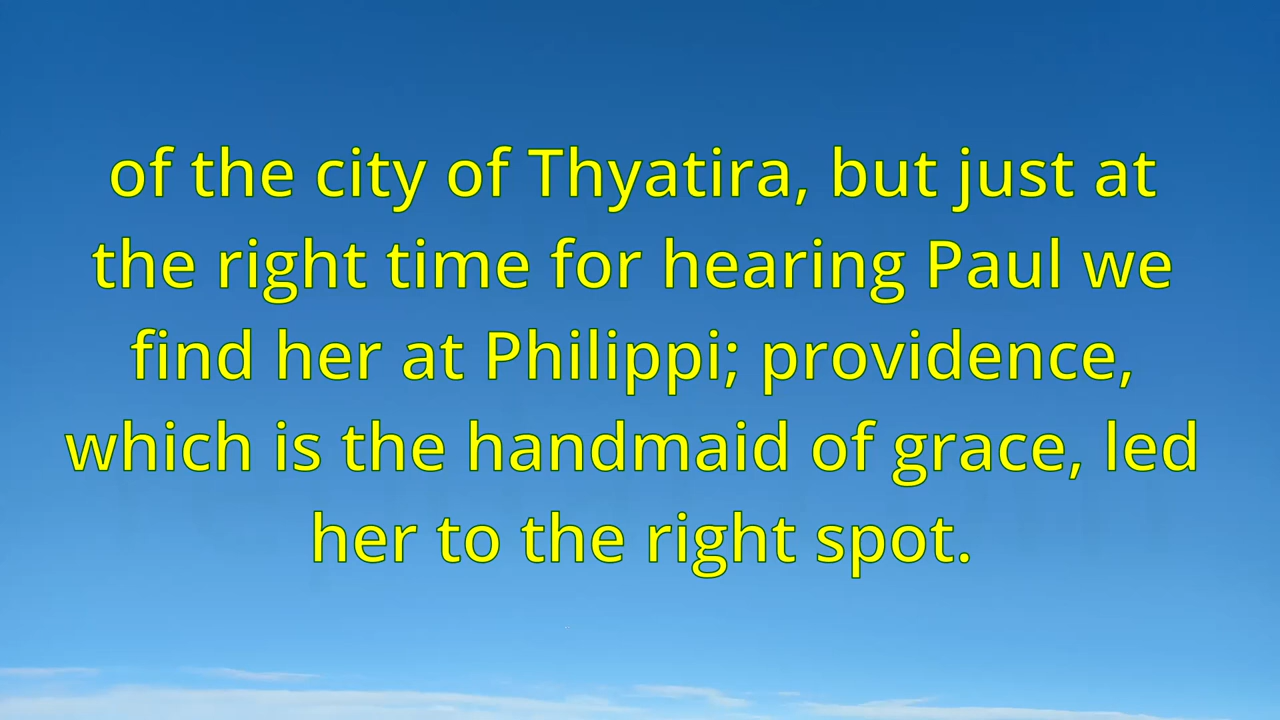 of the city of Thyatira, but just at
the right time for hearing Paul we
find her at Philippi; providence,
which is the handmaid of grace, led
her to the right spot.